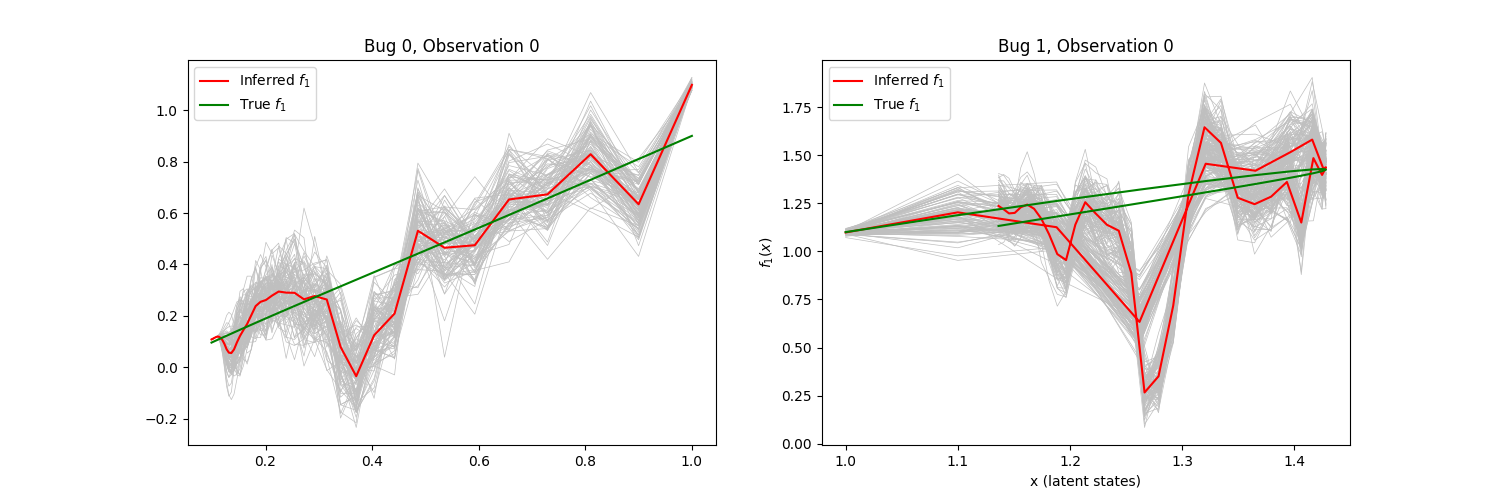 Bug 0, Observation 0
Inferred f₁
True f₁
1.0
0.8
0.6
0.4
0.2
0.0
−0.2
0.2 0.4 0.6 0.8 1.0
Bug 1, Observation 0
Inferred f₁
True f₁
1.75
1.50
1.25
1.00
0.75
0.50
0.25
0.00
f₁(x)
1.0 1.1 1.2 1.3 1.4
x (latent states)